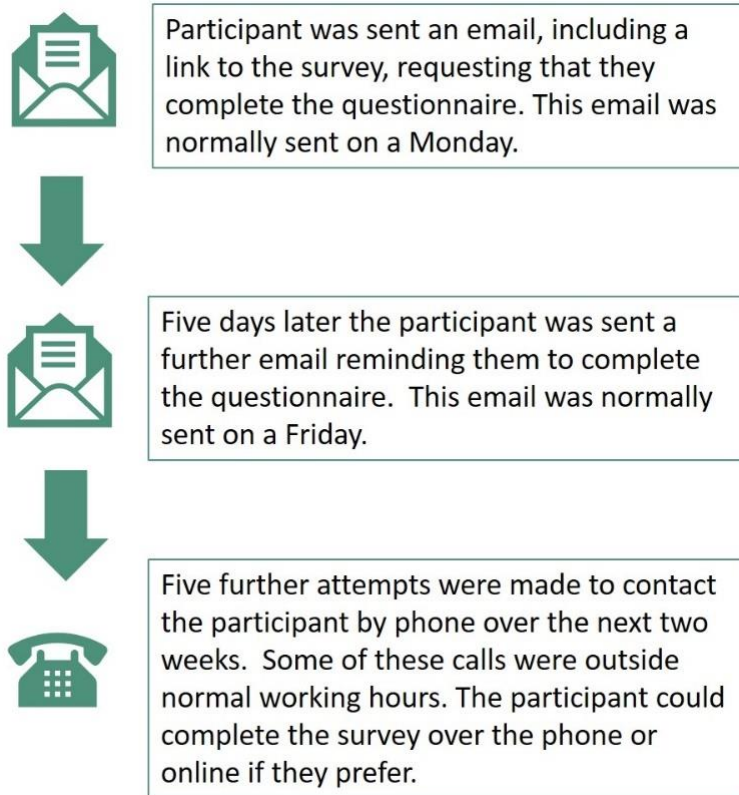 Participant was sent an email, including a
link to the survey, requesting that they
complete the questionnaire. This email was
normally sent on a Monday.
Five days later the participant was sent a
further email reminding them to complete
the questionnaire.  This email was normally
sent on a Friday.
Five further attempts were made to contact
the participant by phone over the next two
weeks.  Some of these calls were outside
normal working hours. The participant could
complete the survey over the phone or
online if they prefer.